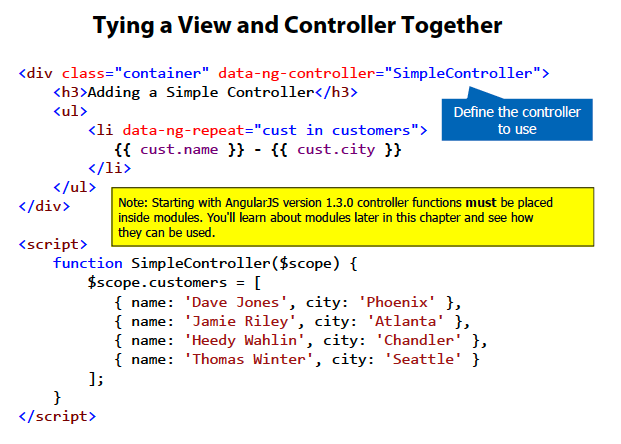 Tying a View and Controller Together
<div class="container" data-ng-controller="SimpleController">
    <h3>Adding a Simple Controller</h3>
    <ul>
        <li data-ng-repeat="cust in customers">
           {{ cust.name }} - {{ cust.city }}
        </li>
    </ul>
</div>
Define the controller
to use
Note: Starting with AngularJS version 1.3.0 controller functions must be placed
inside modules. You'll learn about modules later in this chapter and see how
they can be used.
<script>
    function SimpleController($scope) {
        $scope.customers = [
           { name: 'Dave Jones', city: 'Phoenix' },
           { name: 'Jamie Riley', city: 'Atlanta' },
           { name: 'Heedy Wahlin', city: 'Chandler' },
           { name: 'Thomas Winter', city: 'Seattle' }
        ];
    }
</script>